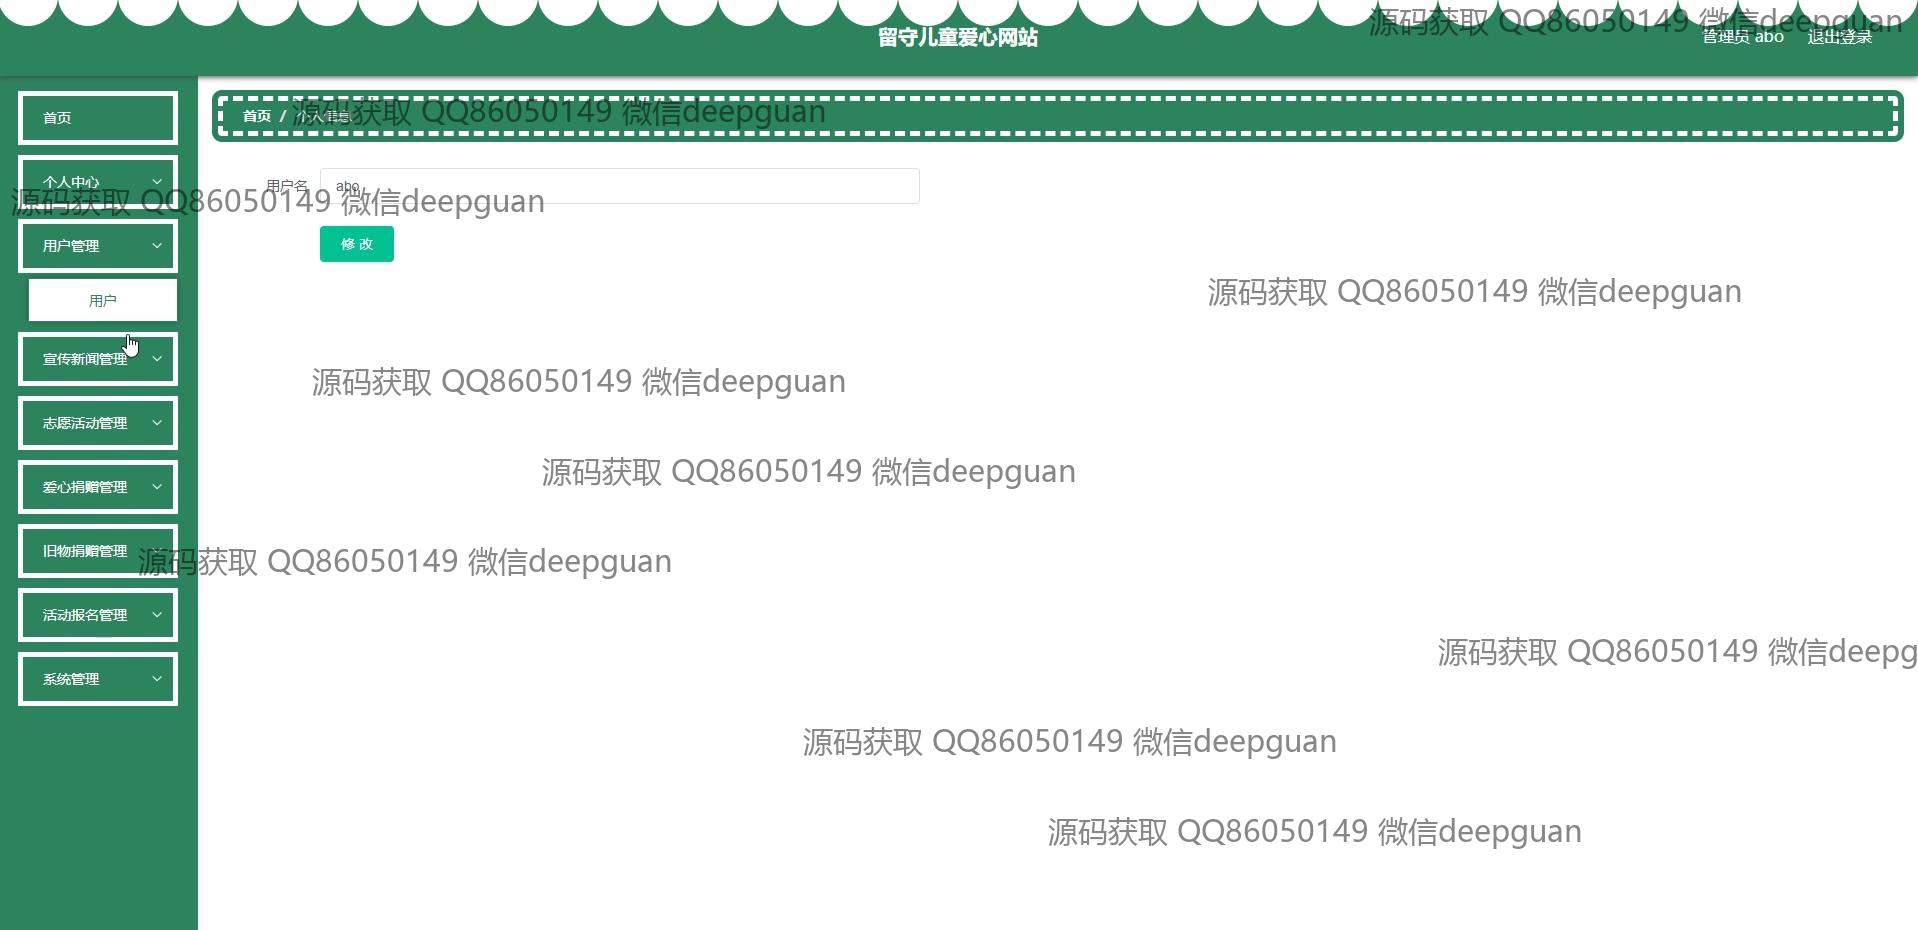 源码获取 QQ86050149 微信deepguan
留守儿童爱心网站
管理员 abo 退出登录
首页
首页 / 个人信息
源码获取 QQ86050149 微信deepguan
个人中心
用户名 abo
源码获取 QQ86050149 微信deepguan
用户管理
修 改
用户
源码获取 QQ86050149 微信deepguan
宣传新闻管理
源码获取 QQ86050149 微信deepguan
志愿活动管理
源码获取 QQ86050149 微信deepguan
爱心捐赠管理
旧物捐赠管理
源码获取 QQ86050149 微信deepguan
活动报名管理
源码获取 QQ86050149 微信deepg
系统管理
源码获取 QQ86050149 微信deepguan
源码获取 QQ86050149 微信deepguan